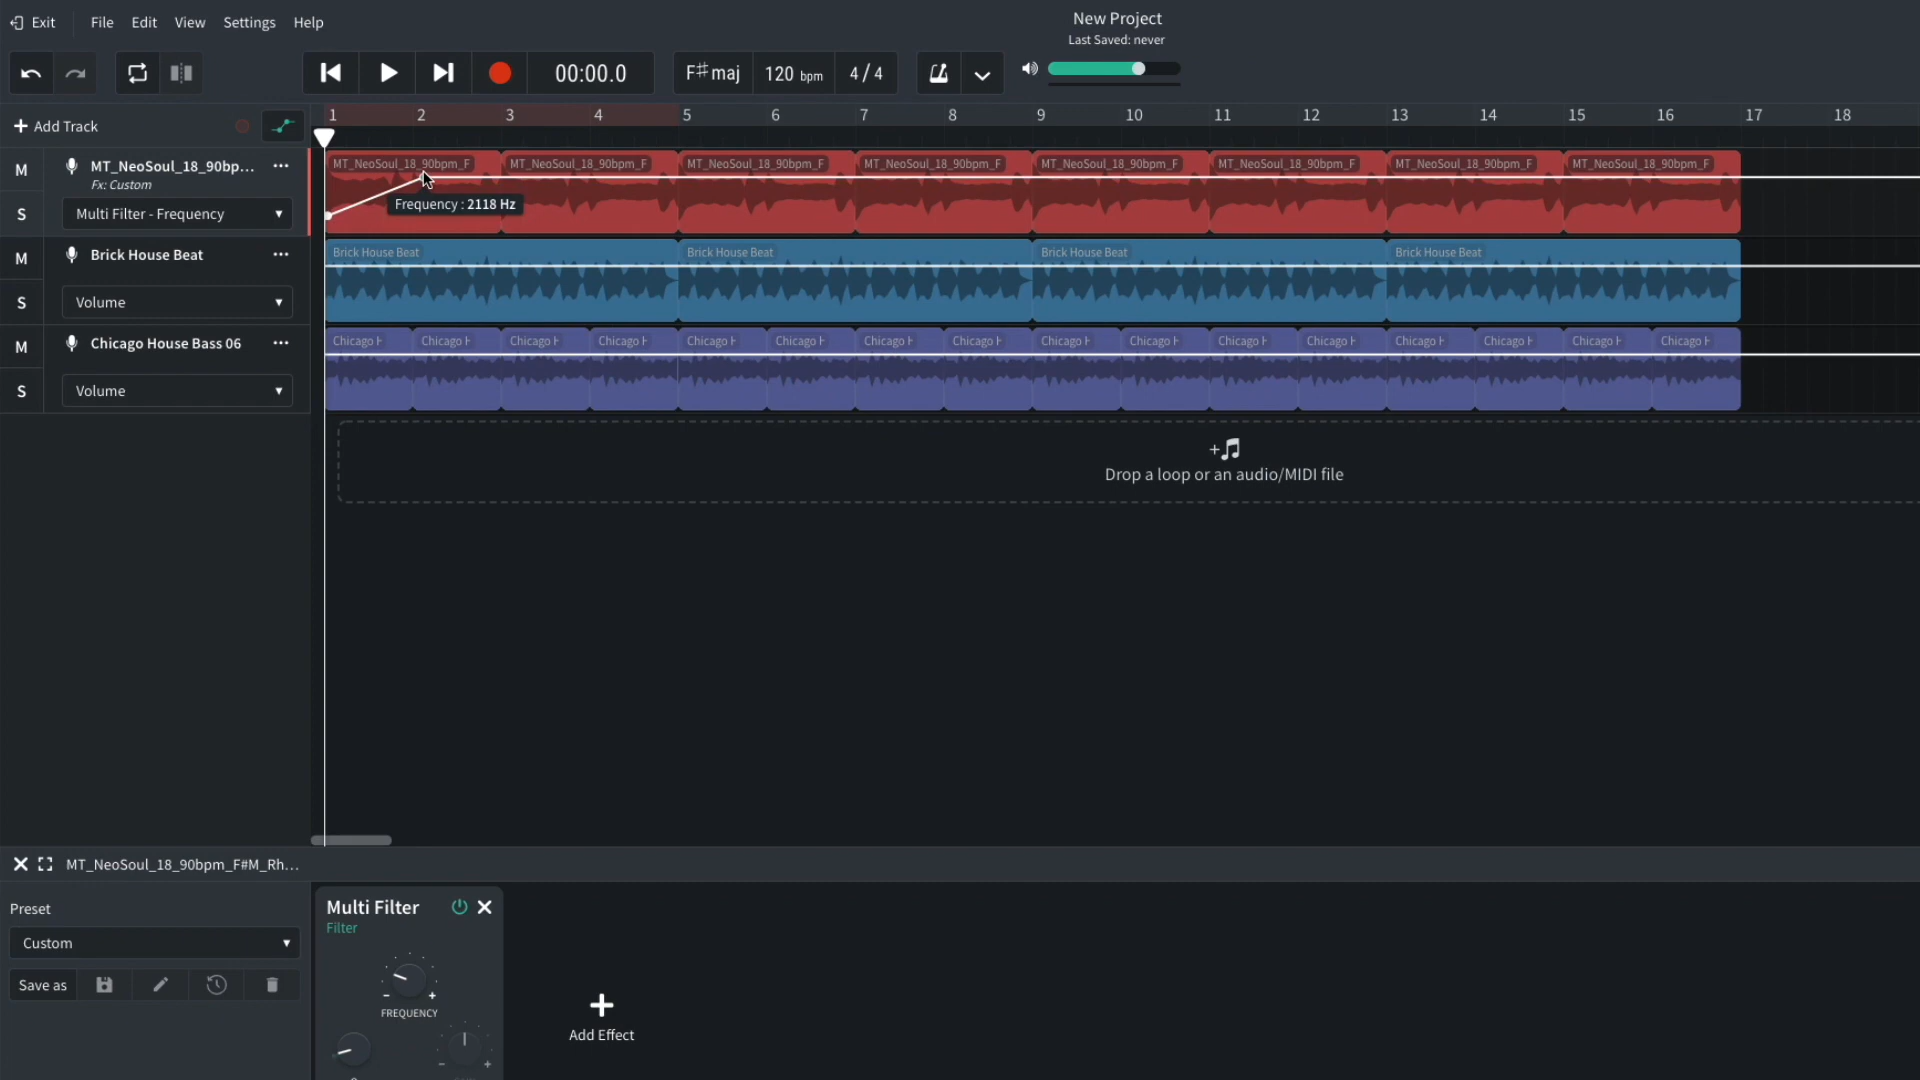 Exit File Edit View Settings Help
New Project
Last Saved: never
00:00.0 F♯maj 120 bpm 4/4
Add Track
1 2 3 4 5 6 7 8 9 10 11 12 13 14 15 16 17 18
M MT_NeoSoul_18_90bp...
Fx: Custom
S Multi Filter - Frequency
MT_NeoSoul_18_90bpm_F MT_NeoSoul_18_90bpm_F MT_NeoSoul_18_90bpm_F MT_NeoSoul_18_90bpm_F MT_NeoSoul_18_90bpm_F MT_NeoSoul_18_90bpm_F MT_NeoSoul_18_90bpm_F MT_NeoSoul_18_90bpm_F
Frequency : 2118 Hz
M Brick House Beat
S Volume
Brick House Beat Brick House Beat Brick House Beat Brick House Beat
M Chicago House Bass 06
S Volume
Chicago H Chicago H Chicago H Chicago H Chicago H Chicago H Chicago H Chicago H Chicago H Chicago H Chicago H Chicago H Chicago H Chicago H Chicago H Chicago H
Drop a loop or an audio/MIDI file
MT_NeoSoul_18_90bpm_F#M_Rh...
Preset
Custom
Save as
Multi Filter
Filter
FREQUENCY
Add Effect